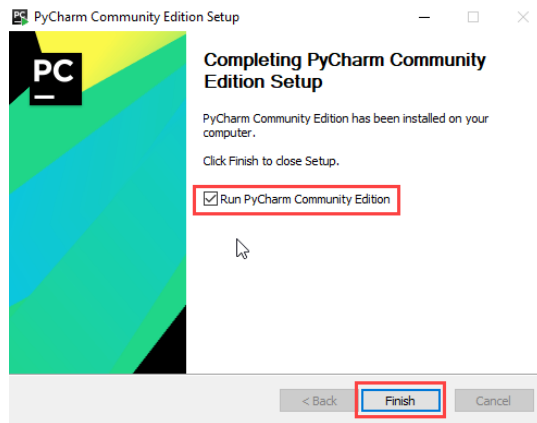 PyCharm Community Edition Setup
PC
Completing PyCharm Community
Edition Setup
PyCharm Community Edition has been installed on your
computer.
Click Finish to close Setup.
Run PyCharm Community Edition
< Back Finish Cancel